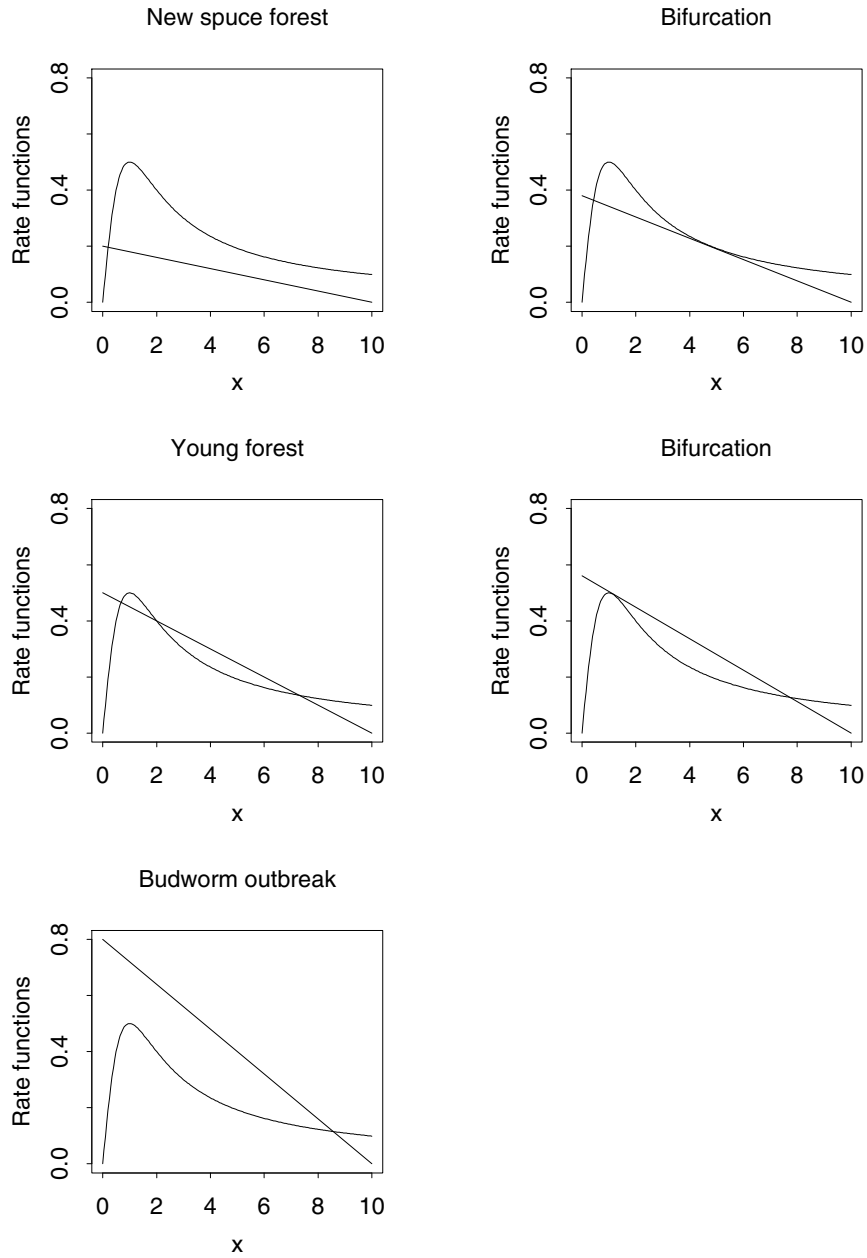 New spuce forest
Rate functions
0.0 0.4 0.8
0 2 4 6 8 10
x
Bifurcation
Rate functions
0.0 0.4 0.8
0 2 4 6 8 10
x
Young forest
Rate functions
0.0 0.4 0.8
0 2 4 6 8 10
x
Bifurcation
Rate functions
0.0 0.4 0.8
0 2 4 6 8 10
x
Budworm outbreak
Rate functions
0.0 0.4 0.8
0 2 4 6 8 10
x